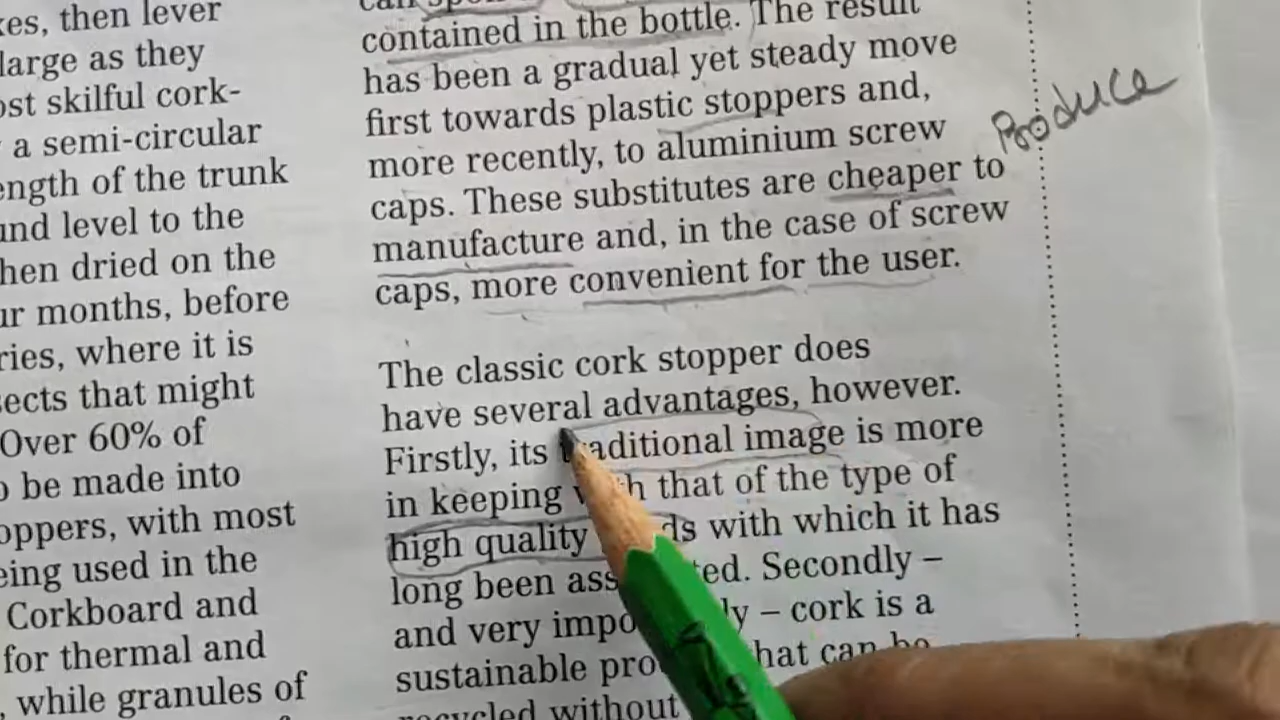 xes, then lever
large as they
ost skilful cork-
a semi-circular
ength of the trunk
und level to the
hen dried on the
ur months, before
ries, where it is
sects that might
Over 60% of
o be made into
oppers, with most
eing used in the
Corkboard and
for thermal and
, while granules of
contained in the bottle. The result
has been a gradual yet steady move
first towards plastic stoppers and,
more recently, to aluminium screw
caps. These substitutes are cheaper to
manufacture and, in the case of screw
caps, more convenient for the user.
The classic cork stopper does
have several advantages, however.
Firstly, its traditional image is more
in keeping with that of the type of
high quality ds with which it has
long been ass ted. Secondly –
and very impo ly – cork is a
sustainable pro that can be
recycled without
Produce